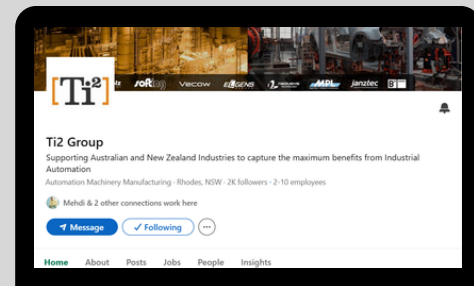 [Ti²]
softing vecow ELGENS MPL janztec
Ti2 Group
Supporting Australian and New Zealand Industries to capture the maximum benefits from Industrial
Automation
Automation Machinery Manufacturing · Rhodes, NSW · 2K followers · 2-10 employees
Mehdi & 2 other connections work here
Message ✓ Following ···
Home About Posts Jobs People Insights